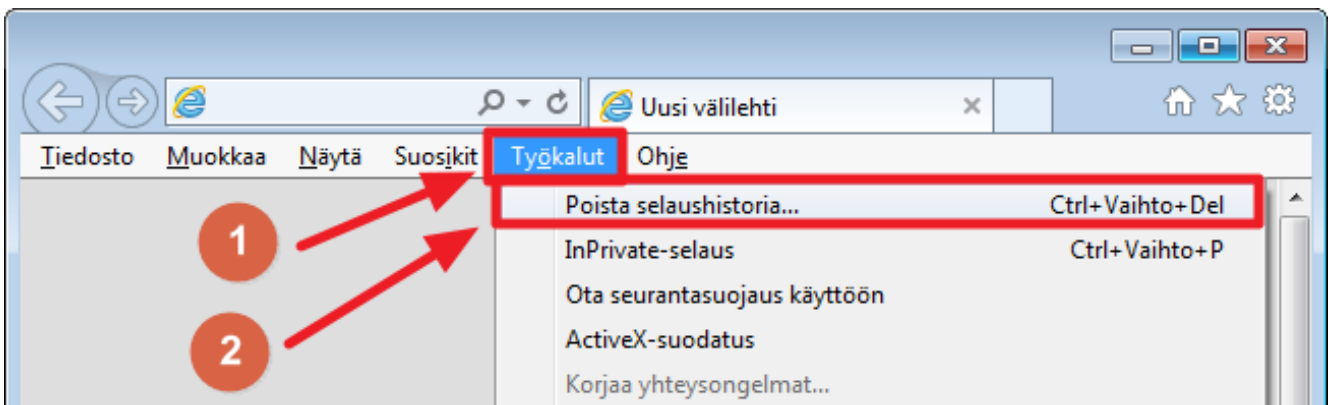 Uusi välilehti
Tiedosto Muokkaa Näytä Suosikit Työkalut Ohje
Poista selaushistoria... Ctrl+Vaihto+Del
1
InPrivate-selaus Ctrl+Vaihto+P
Ota seurantasuojaus käyttöön
ActiveX-suodatus
2
Korjaa yhteysongelmat...